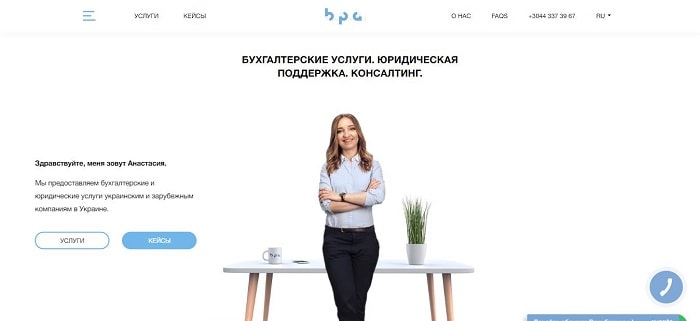 УСЛУГИ КЕЙСЫ bpa О НАС FAQS +3044 337 39 67 RU
БУХГАЛТЕРСКИЕ УСЛУГИ. ЮРИДИЧЕСКАЯ
ПОДДЕРЖКА. КОНСАЛТИНГ.
Здравствуйте, меня зовут Анастасия.
Мы предоставляем бухгалтерские и
юридические услуги украинским и зарубежным
компаниям в Украине.
УСЛУГИ КЕЙСЫ
bpa